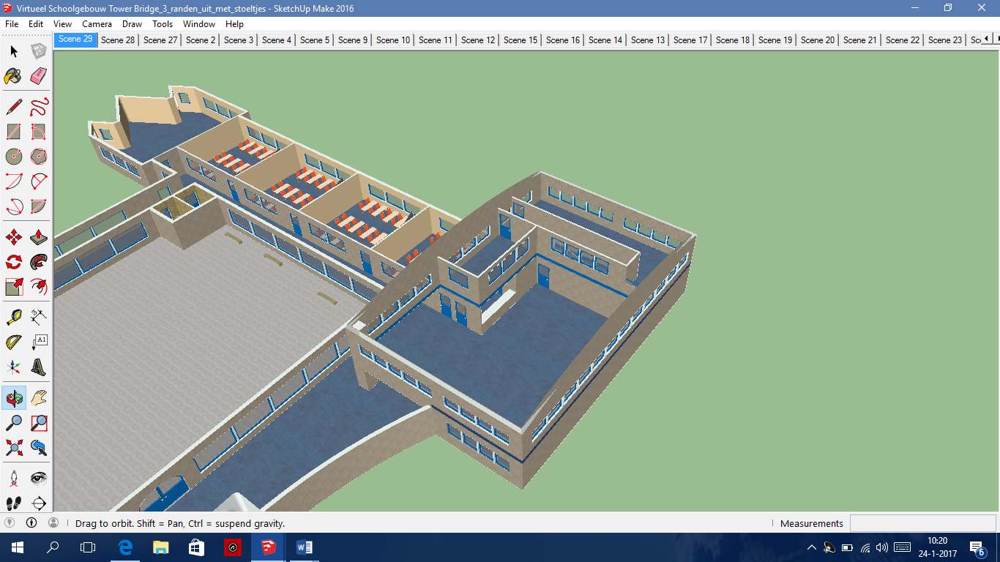 Virtueel Schoolgebouw Tower Bridge_3_randen_uit_met_stoeltjes - SketchUp Make 2016
File Edit View Camera Draw Tools Window Help
Scene 29 Scene 28 Scene 27 Scene 2 Scene 3 Scene 4 Scene 5 Scene 9 Scene 10 Scene 11 Scene 12 Scene 15 Scene 16 Scene 14 Scene 13 Scene 17 Scene 18 Scene 19 Scene 20 Scene 21 Scene 22 Scene 23
A1
Drag to orbit. Shift = Pan, Ctrl = suspend gravity.
Measurements
10:20
24-1-2017
6